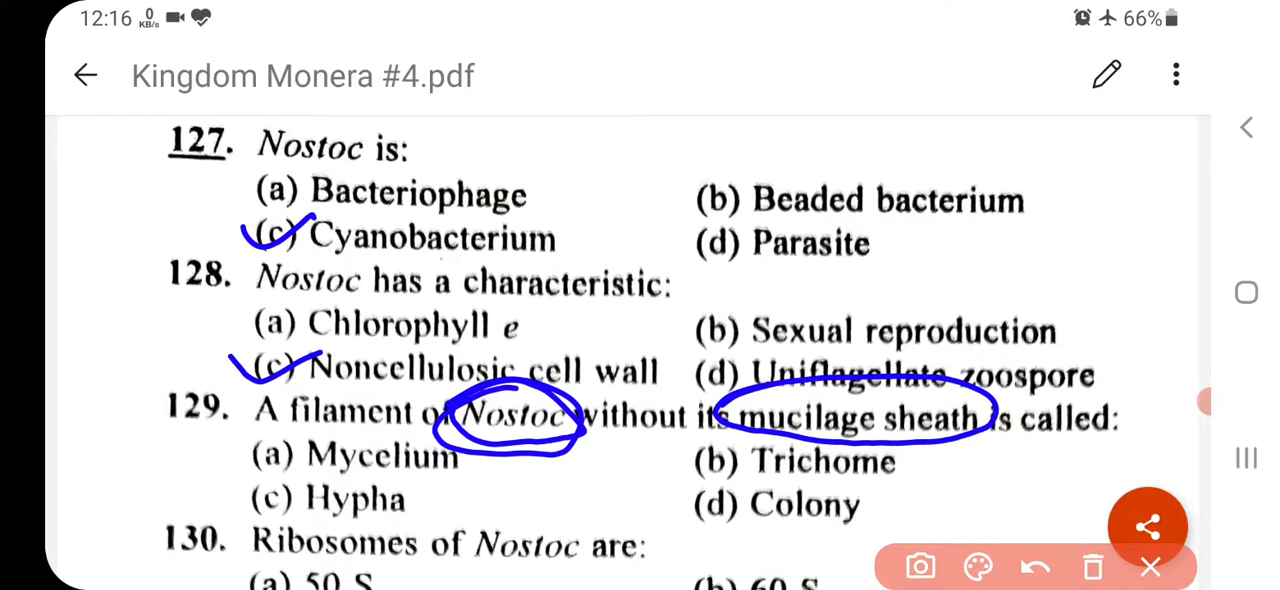 12:16 0 KB/s 66%
Kingdom Monera #4.pdf
127. Nostoc is:
(a) Bacteriophage (b) Beaded bacterium
(c) Cyanobacterium (d) Parasite
128. Nostoc has a characteristic:
(a) Chlorophyll e (b) Sexual reproduction
(c) Noncellulosic cell wall (d) Uniflagellate zoospore
129. A filament of Nostoc without its mucilage sheath is called:
(a) Mycelium (b) Trichome
(c) Hypha (d) Colony
130. Ribosomes of Nostoc are:
(a) 50 S (b) 60 S